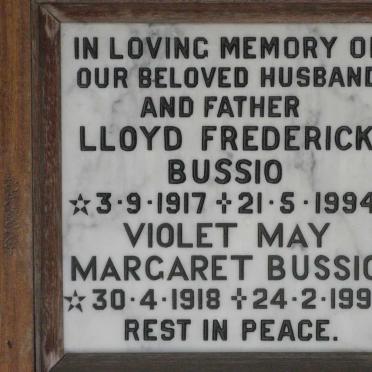 IN LOVING MEMORY O
OUR BELOVED HUSBAND
AND FATHER
LLOYD FREDERICK
BUSSIO
☆ 3·9·1917 ✝ 21·5·1994
VIOLET MAY
MARGARET BUSSIO
☆ 30·4·1918 ✝ 24·2·199
REST IN PEACE.